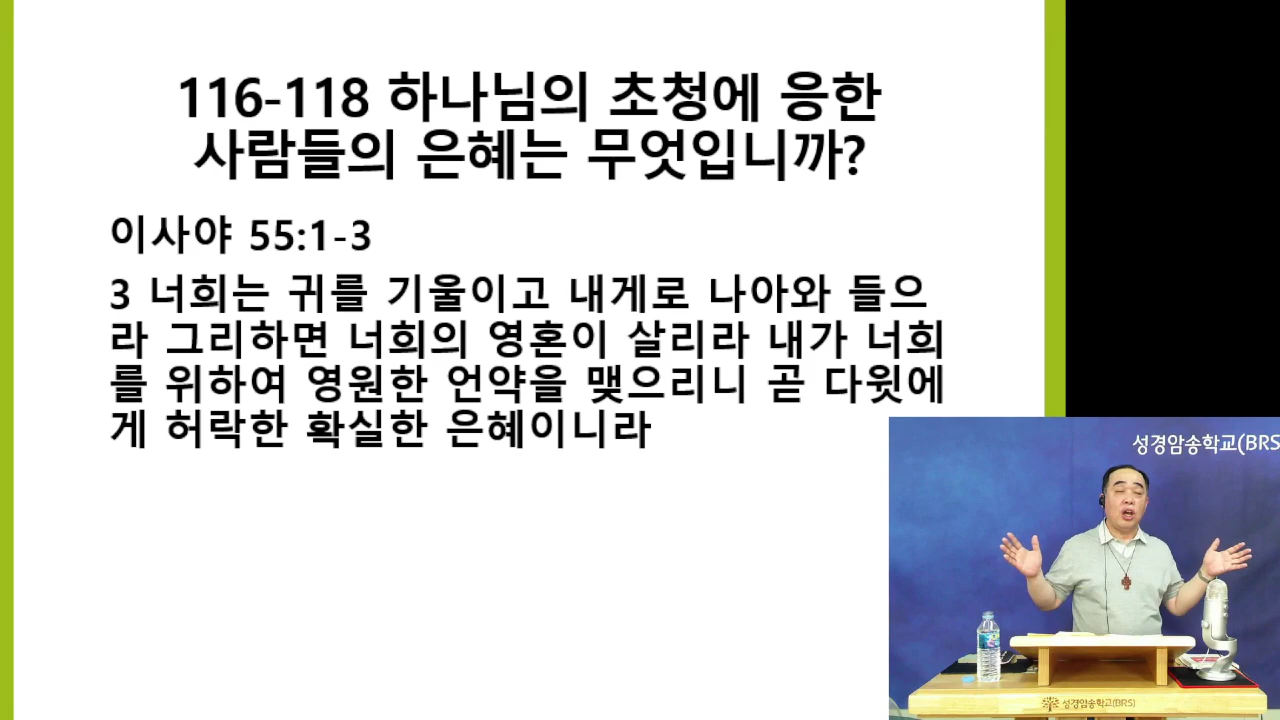 116-118 하나님의 초청에 응한
사람들의 은혜는 무엇입니까?
이사야 55:1-3
3 너희는 귀를 기울이고 내게로 나아와 들으
라 그리하면 너희의 영혼이 살리라 내가 너희
를 위하여 영원한 언약을 맺으리니 곧 다윗에
게 허락한 확실한 은혜이니라
성경암송학교(BRS
성경암송학교(BRS)